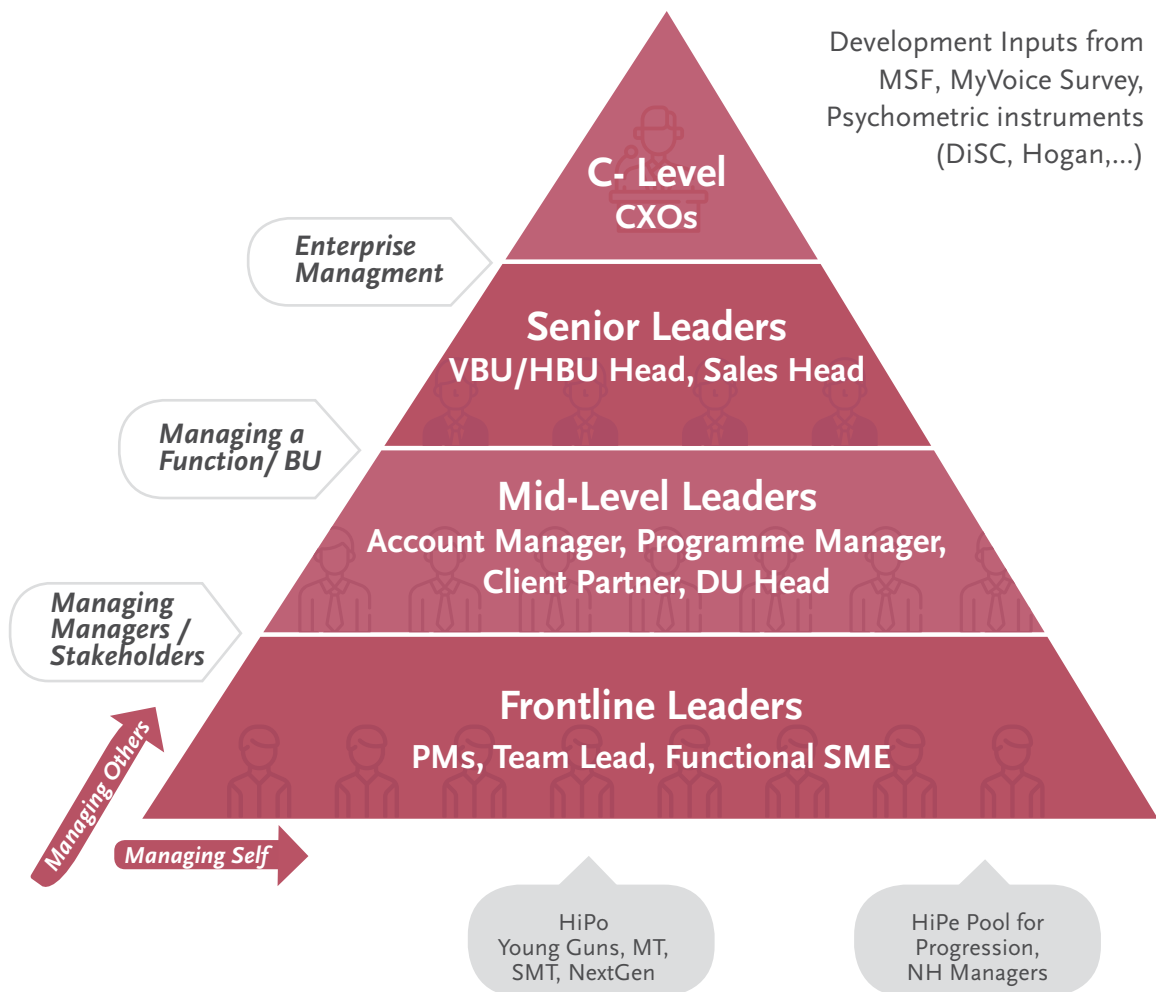 Development Inputs from
MSF, MyVoice Survey,
Psychometric instruments
(DiSC, Hogan,...)
C- Level
CXOs
Enterprise
Managment
Senior Leaders
VBU/HBU Head, Sales Head
Managing a
Function/ BU
Mid-Level Leaders
Account Manager, Programme Manager,
Client Partner, DU Head
Managing
Managers /
Stakeholders
Frontline Leaders
PMs, Team Lead, Functional SME
Managing Others
Managing Self
HiPo
Young Guns, MT,
SMT, NextGen
HiPe Pool for
Progression,
NH Managers